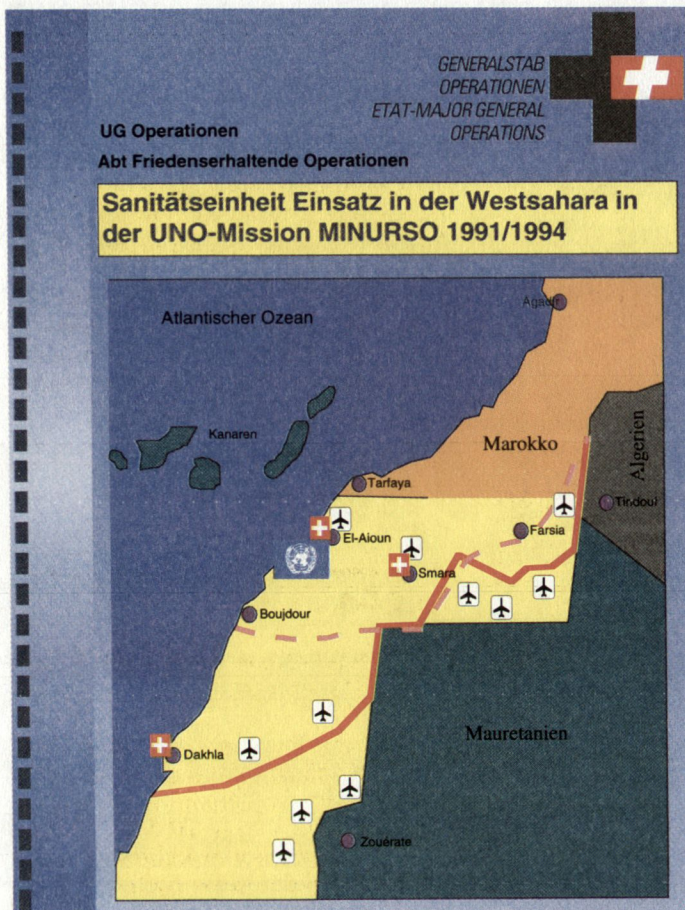 GENERALSTAB
OPERATIONEN
ETAT-MAJOR GENERAL
OPERATIONS
UG Operationen
Abt Friedenserhaltende Operationen
Sanitätseinheit Einsatz in der Westsahara in
der UNO-Mission MINURSO 1991/1994
Agadir
Atlantischer Ozean
Kanaren
Marokko
Algerien
Tarfaya
Tindouf
El-Aioun
Farsia
Smara
Boujdour
Mauretanien
Dakhla
Zouérate